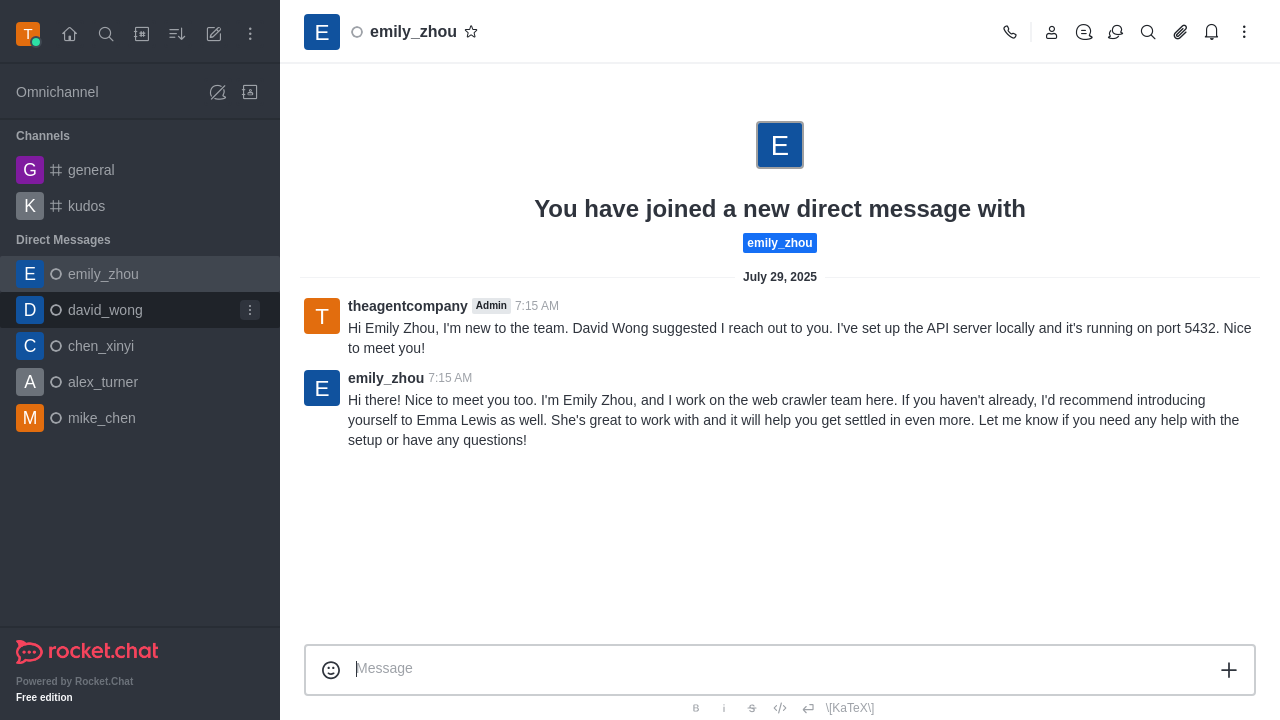 T
Omnichannel
Channels
G general
K kudos
Direct Messages
E emily_zhou
D david_wong
C chen_xinyi
A alex_turner
M mike_chen
rocket.chat
Powered by Rocket.Chat
Free edition
E emily_zhou
E
You have joined a new direct message with
emily_zhou
July 29, 2025
T theagentcompany Admin 7:15 AM
Hi Emily Zhou, I'm new to the team. David Wong suggested I reach out to you. I've set up the API server locally and it's running on port 5432. Nice
to meet you!
E emily_zhou 7:15 AM
Hi there! Nice to meet you too. I'm Emily Zhou, and I work on the web crawler team here. If you haven't already, I'd recommend introducing
yourself to Emma Lewis as well. She's great to work with and it will help you get settled in even more. Let me know if you need any help with the
setup or have any questions!
Message
B i S \[KaTeX\]